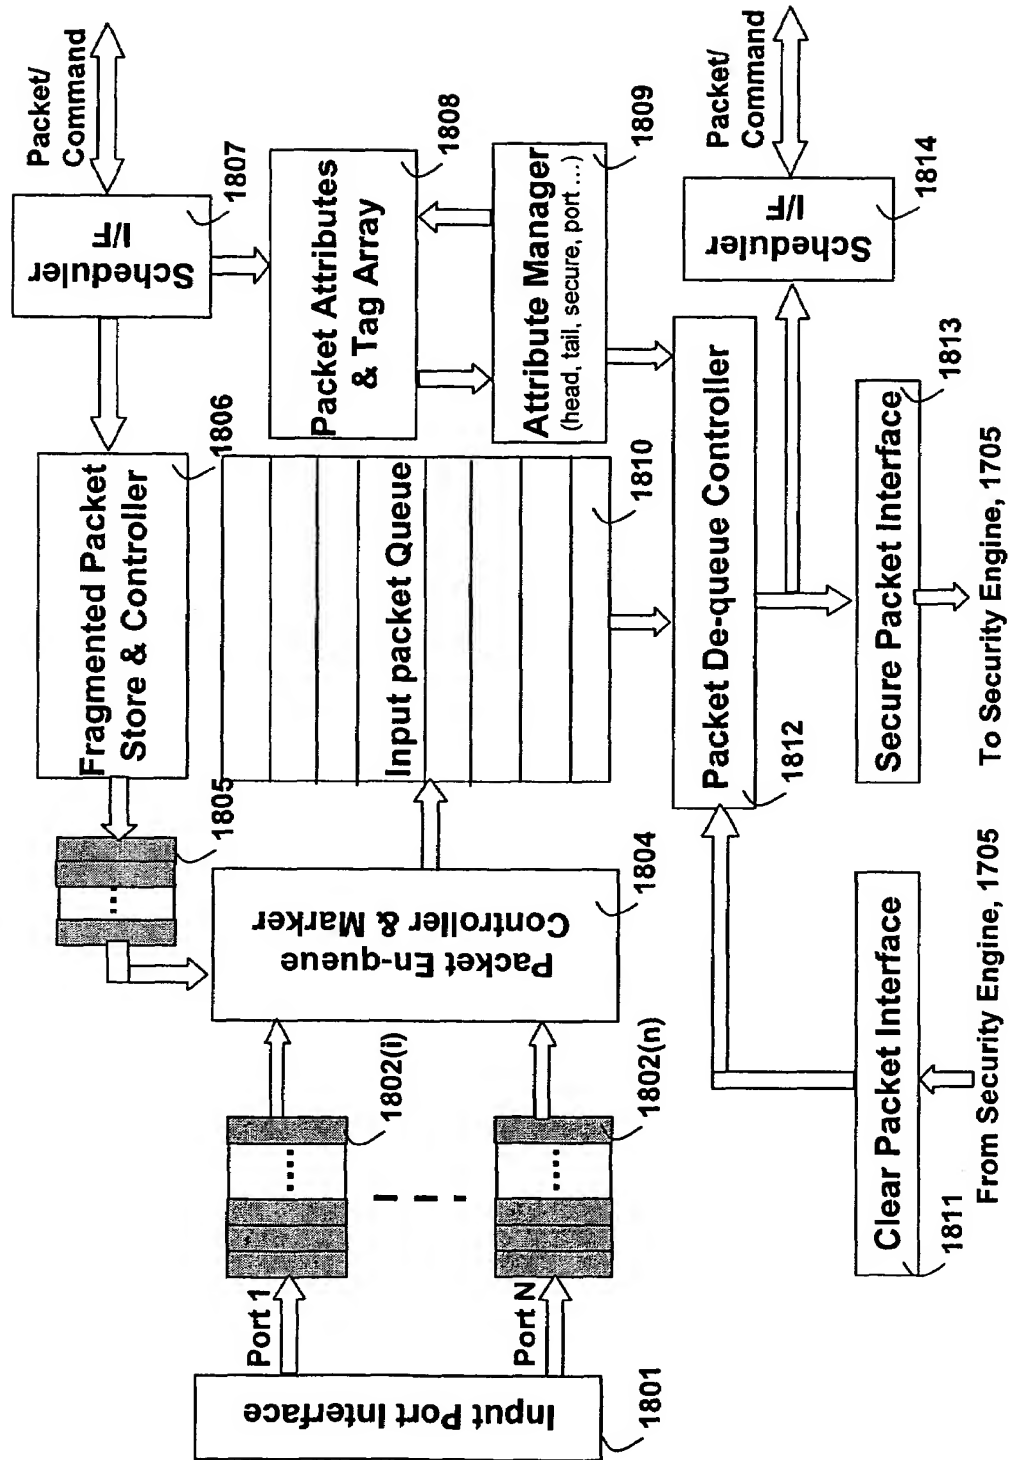 Input Port Interface
1801
Port 1
Port N
1802(i)
1802(n)
Packet En-queue
Controller & Marker
1804
1805
Fragmented Packet
Store & Controller
1806
Scheduler
I/F
1807
Packet/
Command
Packet Attributes
& Tag Array
1808
Attribute Manager
(head, tail, secure, port ...)
1809
Input packet Queue
1810
Clear Packet Interface
1811
From Security Engine, 1705
Packet De-queue Controller
1812
Secure Packet Interface
1813
To Security Engine, 1705
Scheduler
I/F
1814
Packet/
Command